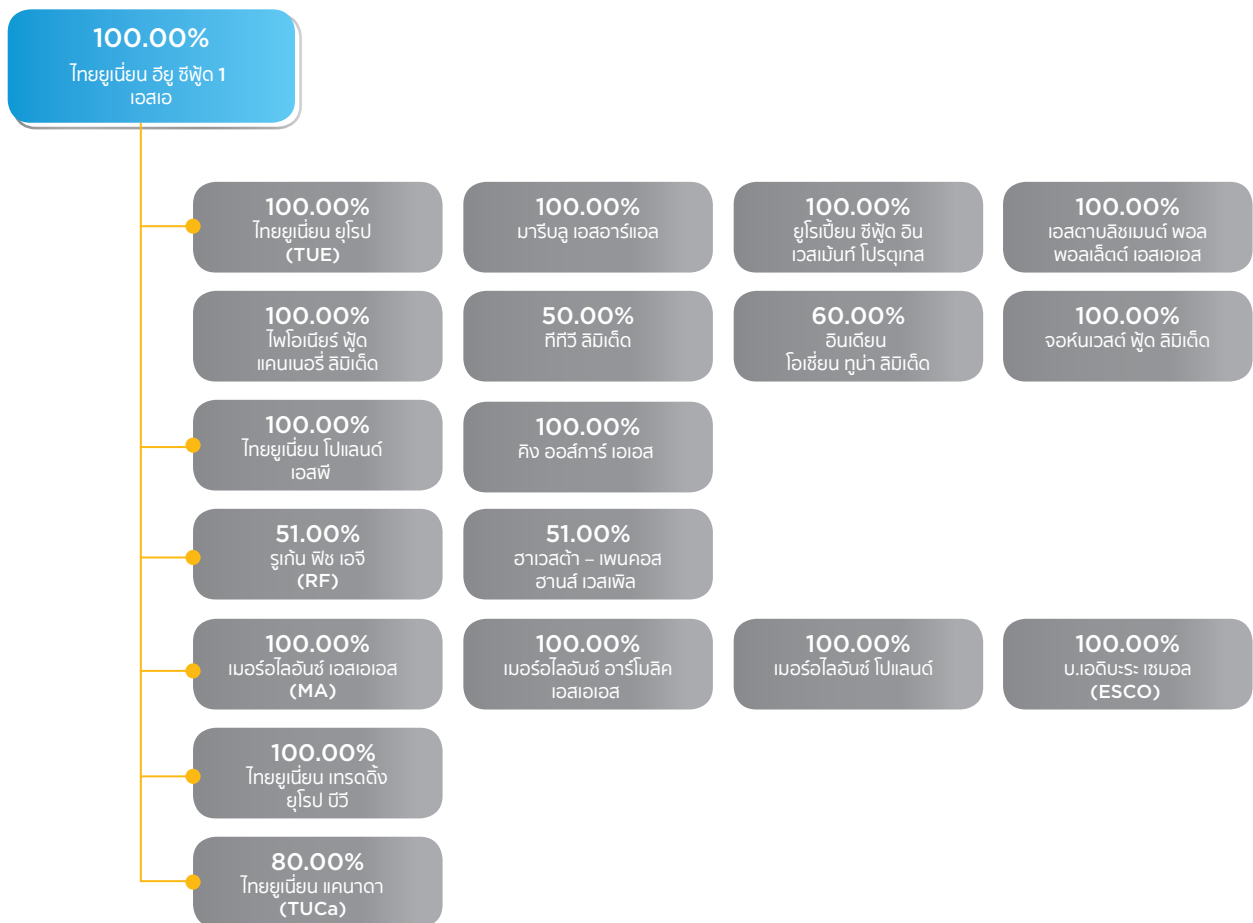 100.00%
ไทยยูเนี่ยน อียู ซีฟู้ด 1
เอสเอ
100.00%
ไทยยูเนี่ยน ยุโรป
(TUE)
100.00%
มารีบลู เอสอาร์แอล
100.00%
ยูโรเปี้ยน ซีฟู้ด อิน
เวสเม้นท์ โปรตุเกส
100.00%
เอสตาบลิชเมนต์ พอล
พอลเล็ตต์ เอสเอเอส
100.00%
ไพโอเนียร์ ฟู้ด
แคนเนอรี่ ลิมิเต็ด
50.00%
ทีทีวี ลิมิเต็ด
60.00%
อินเดียน
โอเชี่ยน ทูน่า ลิมิเต็ด
100.00%
จอห์นเวสต์ ฟู้ด ลิมิเต็ด
100.00%
ไทยยูเนี่ยน โปแลนด์
เอสพี
100.00%
คิง ออส์การ์ เอเอส
51.00%
รูเก้น ฟิช เอจี
(RF)
51.00%
ฮาเวสต้า – เพนคอส
ฮานส์ เวสเพิล
100.00%
เมอร์อไลอันซ์ เอสเอเอส
(MA)
100.00%
เมอร์อไลอันซ์ อาร์โมลิค
เอสเอเอส
100.00%
เมอร์อไลอันซ์ โปแลนด์
100.00%
บ.เอดิบะระ เซมอล
(ESCO)
100.00%
ไทยยูเนี่ยน เทรดดิ้ง
ยุโรป บีวี
80.00%
ไทยยูเนี่ยน แคนาดา
(TUCa)